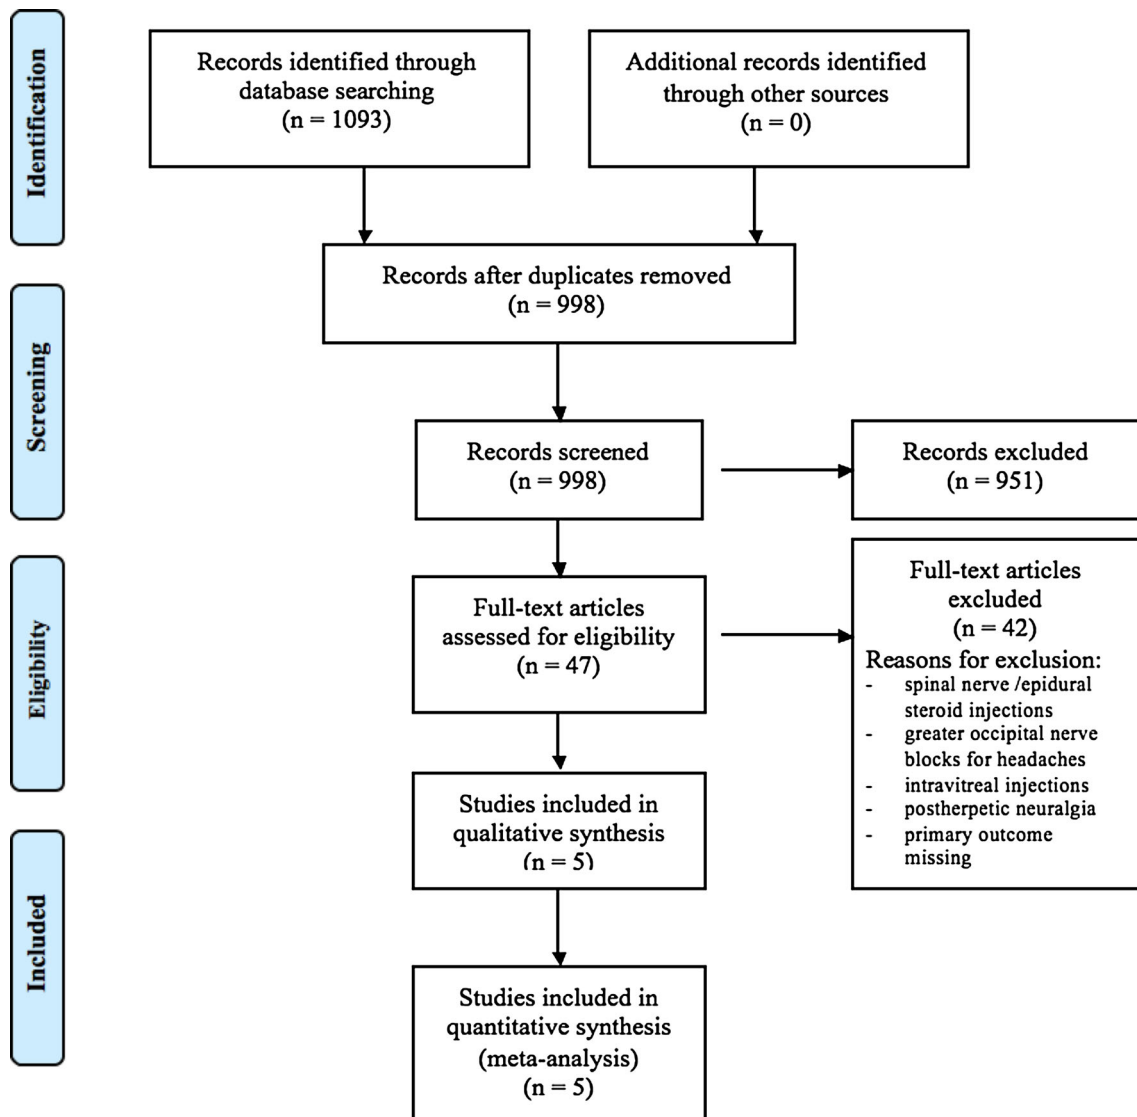 Identification
Records identified through
database searching
(n = 1093)
Additional records identified
through other sources
(n = 0)
Records after duplicates removed
(n = 998)
Screening
Records screened
(n = 998)
Records excluded
(n = 951)
Eligibility
Full-text articles
assessed for eligibility
(n = 47)
Full-text articles
excluded
(n = 42)
Reasons for exclusion:
- spinal nerve /epidural
steroid injections
- greater occipital nerve
blocks for headaches
- intravitreal injections
- postherpetic neuralgia
- primary outcome
missing
Studies included in
qualitative synthesis
(n = 5)
Included
Studies included in
quantitative synthesis
(meta-analysis)
(n = 5)